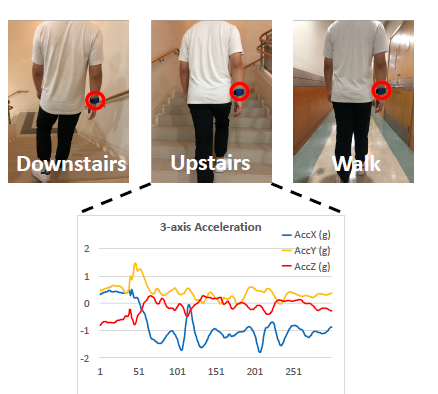 Downstairs
Upstairs
Walk
3-axis Acceleration
AccX (g)
AccY (g)
AccZ (g)
2
1
0
-1
-2
1 51 101 151 201 251